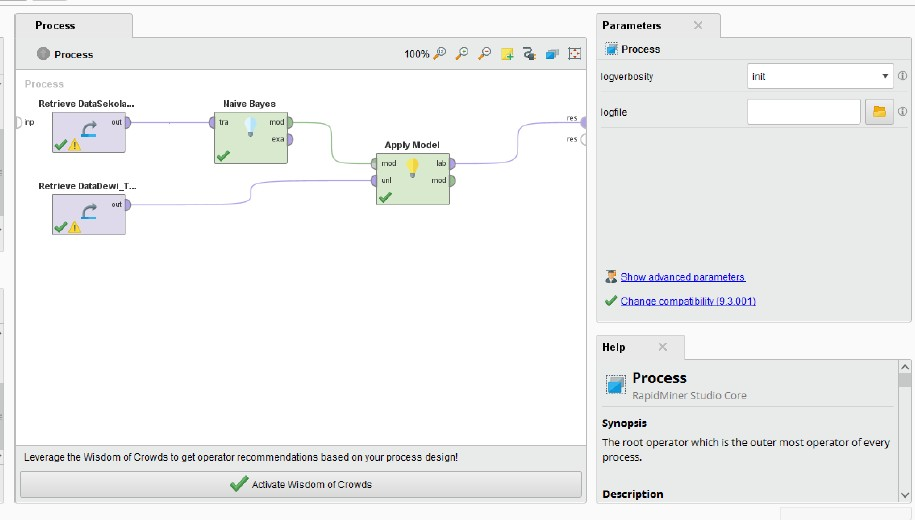 Process
Process
100%
Process
Retrieve DataSekola...
inp
out
Naive Bayes
tra
mod
exa
Apply Model
mod
lab
unl
mod
res
res
Retrieve DataDewi_T...
out
Leverage the Wisdom of Crowds to get operator recommendations based on your process design!
Activate Wisdom of Crowds
Parameters
Process
logverbosity
init
logfile
Show advanced parameters
Change compatibility (9.3.001)
Help
Process
RapidMiner Studio Core
Synopsis
The root operator which is the outer most operator of every
process.
Description